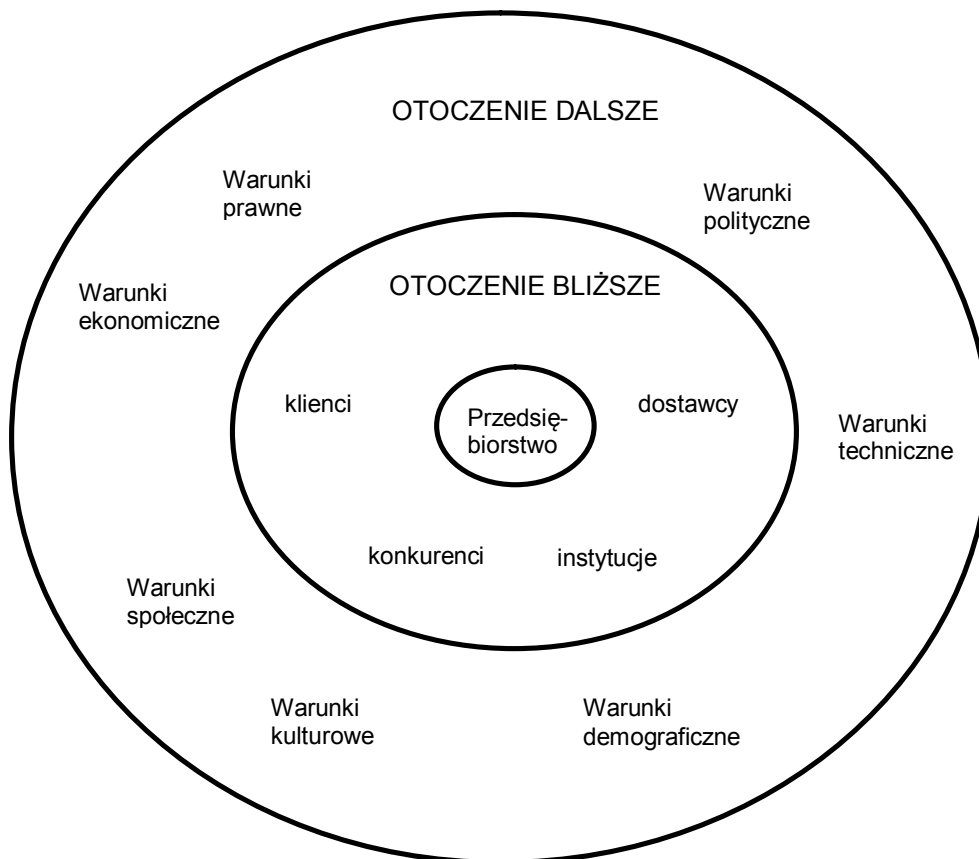 OTOCZENIE DALSZE
Warunki
prawne
Warunki
polityczne
OTOCZENIE BLIŻSZE
Warunki
ekonomiczne
klienci
Przedsię-
biorstwo
dostawcy
Warunki
techniczne
konkurenci
instytucje
Warunki
społeczne
Warunki
kulturowe
Warunki
demograficzne